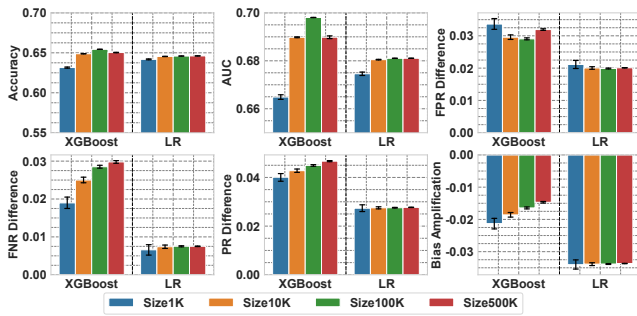 Accuracy
0.70
0.65
0.60
0.55
XGBoost LR
AUC
0.70
0.68
0.66
XGBoost LR
FPR Difference
0.03
0.02
0.01
0.00
XGBoost LR
FNR Difference
0.03
0.02
0.01
0.00
XGBoost LR
PR Difference
0.04
0.02
0.00
XGBoost LR
Bias Amplification
0.00
−0.01
−0.02
−0.03
XGBoost LR
Size1K Size10K Size100K Size500K